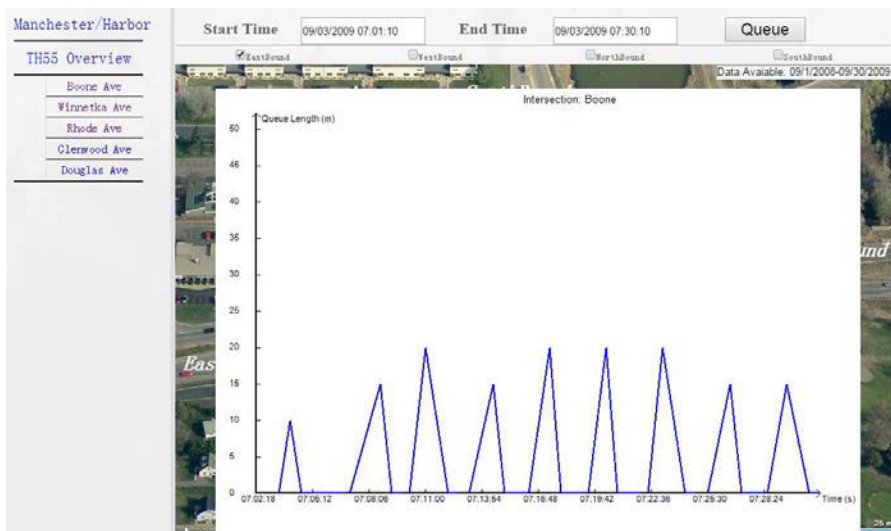 Manchester/Harbor
TH55 Overview
Boone Ave
Winnetka Ave
Rhode Ave
Glenwood Ave
Douglas Ave
Start Time 09/03/2009 07:01:10 End Time 09/03/2009 07:30:10 Queue
EastBound WestBound NorthBound SouthBound
Data Avaiable: 09/1/2008-09/30/2009
Intersection: Boone
Queue Length (m)
50
45
40
35
30
25
20
15
10
5
0
07:02:18 07:05:12 07:08:06 07:11:00 07:13:54 07:16:48 07:19:42 07:22:36 07:25:30 07:28:24 Time (s)
Eas
und
25 m